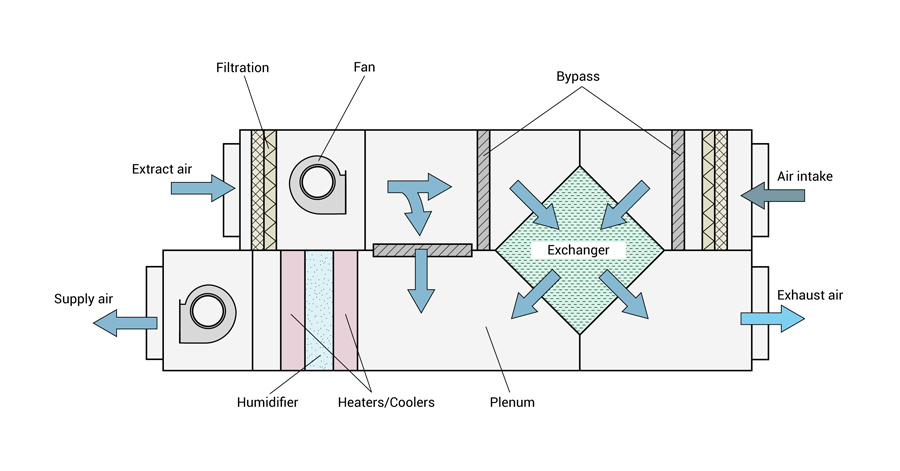 Filtration
Fan
Bypass
Extract air
Air intake
Exchanger
Supply air
Exhaust air
Humidifier
Heaters/Coolers
Plenum